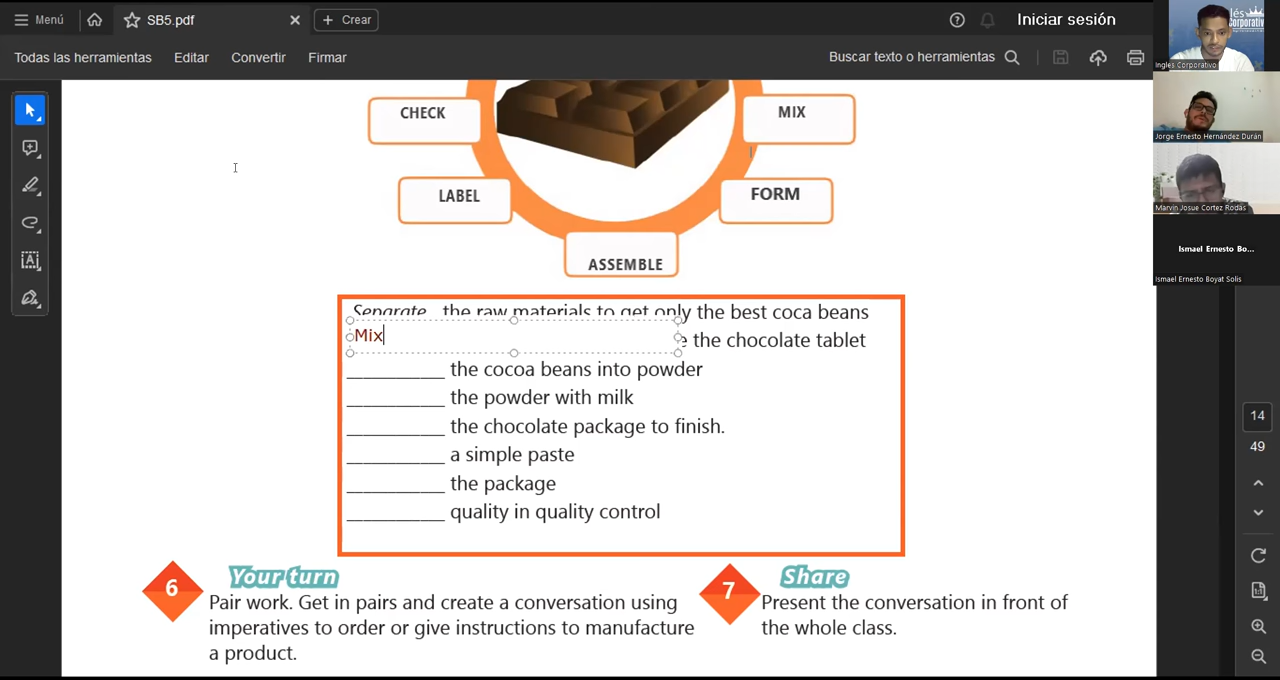 Menú
SB5.pdf
Crear
Iniciar sesión
Todas las herramientas
Editar
Convertir
Firmar
Buscar texto o herramientas
Inglés Corporativo
Jorge Ernesto Hernández Durán
Marvin Josue Cortez Rodas
Ismael Ernesto Bo...
Ismael Ernesto Boyat Solis
CHECK
MIX
LABEL
FORM
ASSEMBLE
Separate the raw materials to get only the best coca beans
Mix
e the chocolate tablet
__________ the cocoa beans into powder
__________ the powder with milk
__________ the chocolate package to finish.
__________ a simple paste
__________ the package
__________ quality in quality control
6 Your turn
Pair work. Get in pairs and create a conversation using
imperatives to order or give instructions to manufacture
a product.
7 Share
Present the conversation in front of
the whole class.
14
49